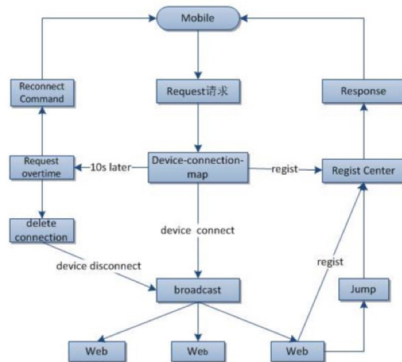 Mobile
Reconnect
Command
Request请求
Response
Request
overtime
10s later
Device-connection-
map
regist
Regist Center
delete
connection
device connect
device disconnect
regist
broadcast
Jump
Web
Web
Web